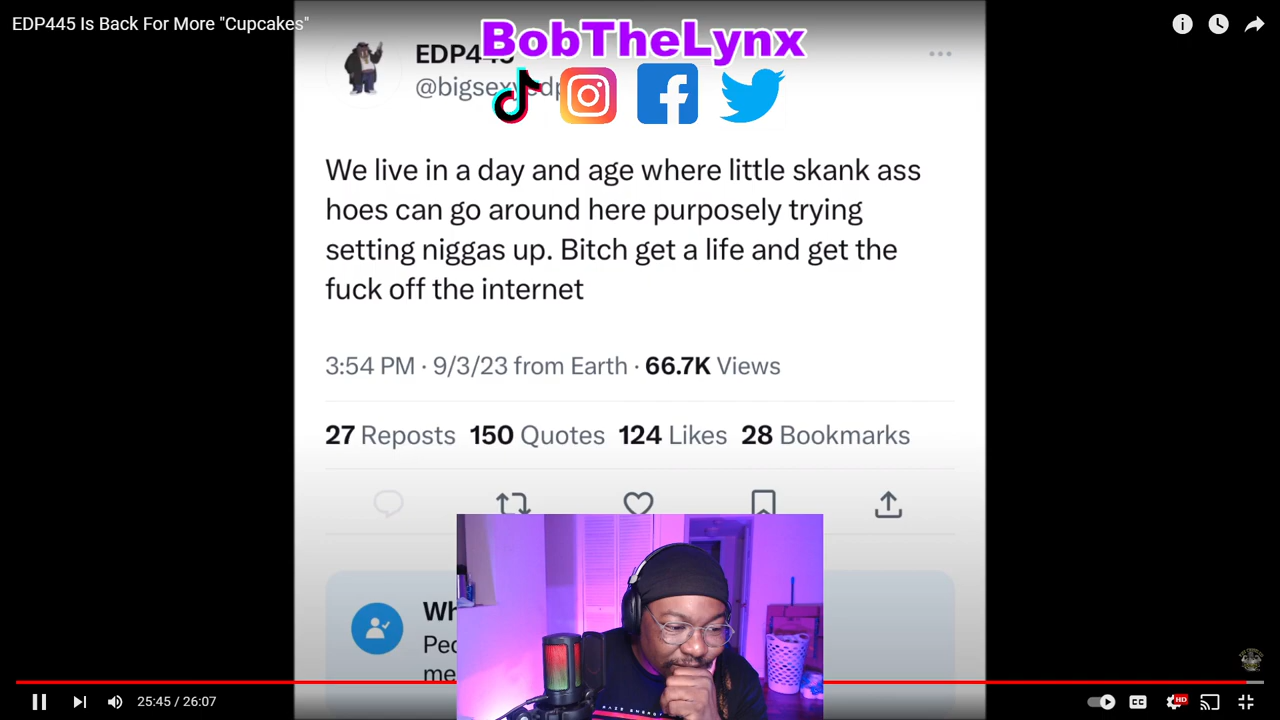 EDP445 Is Back For More "Cupcakes"
BobTheLynx
EDP445
We live in a day and age where little skank ass
hoes can go around here purposely trying
setting niggas up. Bitch get a life and get the
fuck off the internet
3:54 PM · 9/3/23 from Earth · 66.7K Views
27 Reposts 150 Quotes 124 Likes 28 Bookmarks
25:45 / 26:07
CC
HD